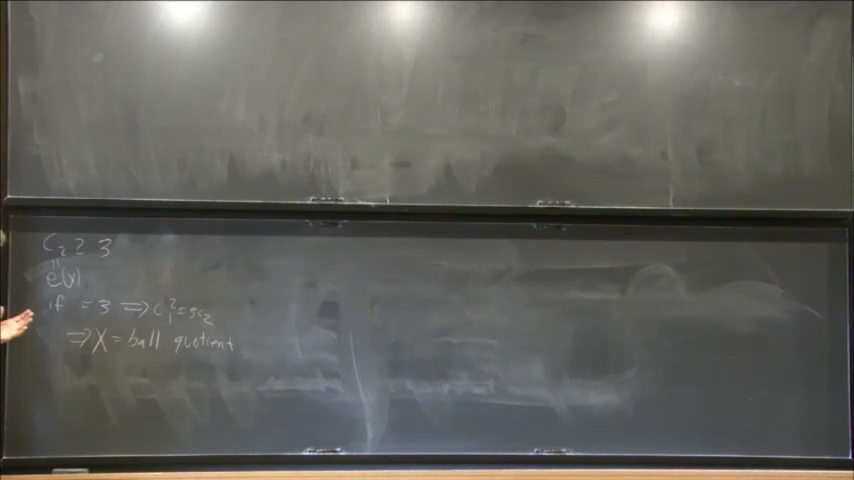 C₂ ≥ 3
"
e(X)
if = 3 ⟹ c₁² = 3c₂
⟹ X = ball quotient